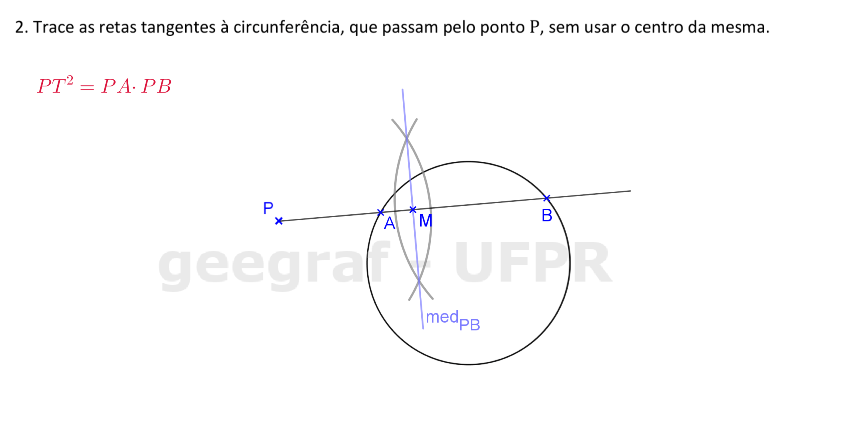 2. Trace as retas tangentes à circunferência, que passam pelo ponto P, sem usar o centro da mesma.
PT² = PA· PB
P
A
M
B
geegraf - UFPR
med_PB